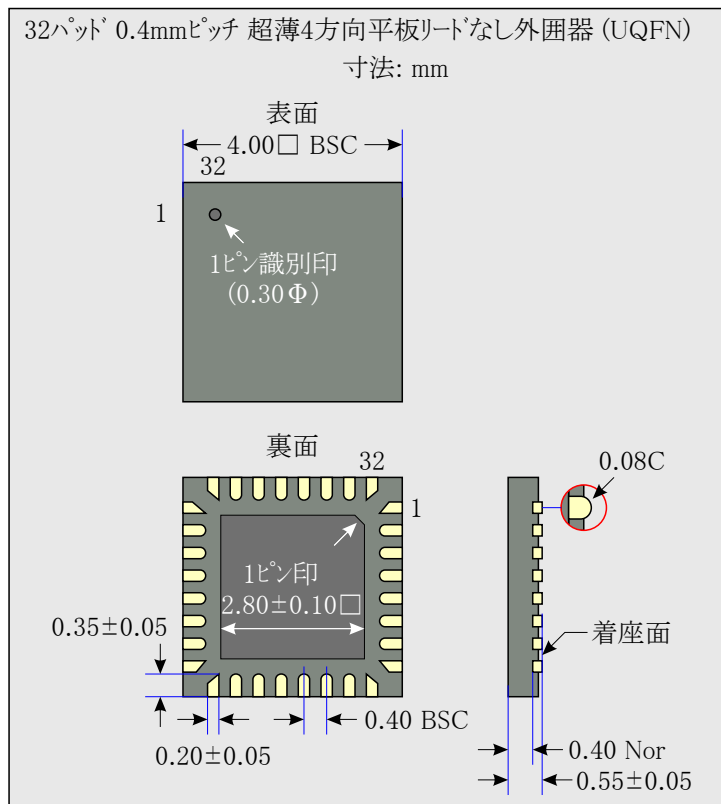 32ﾊﾟｯﾄﾞ 0.4mmﾋﾟｯﾁ 超薄4方向平板ﾘｰﾄﾞなし外囲器 (UQFN)
寸法: mm
表面
4.00□ BSC
32
1
1ﾋﾟﾝ識別印
(0.30Φ)
裏面
32
0.08C
1
1ﾋﾟﾝ印
2.80±0.10□
0.35±0.05
着座面
0.40 BSC
0.20±0.05
0.40 Nor
0.55±0.05